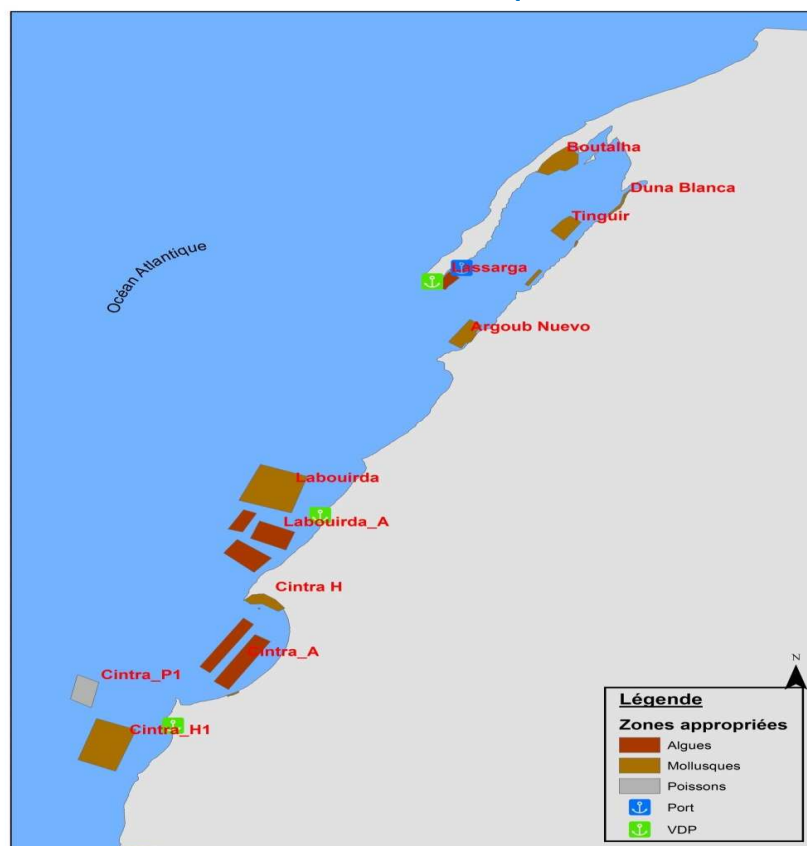 Boutalha
Duna Blanca
Tinguir
Océan Atlantique
Lassarga
Argoub Nuevo
Labouirda
Labouirda_A
Cintra H
Cintra_A
Cintra_P1
Cintra_H1
N
Légende
Zones appropriées
Algues
Mollusques
Poissons
Port
VDP